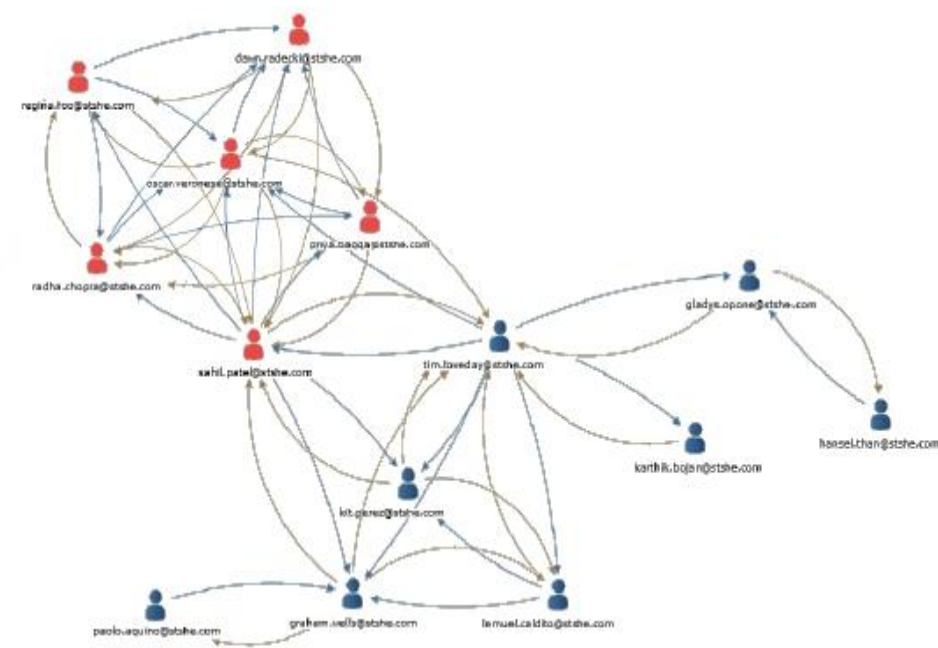 dawn.radecki@stshe.com
regina.foo@stshe.com
oscar.veronese@stshe.com
radha.chopra@stshe.com
gladys.opone@stshe.com
tim.loveday@stshe.com
sahil.patel@stshe.com
hansel.than@stshe.com
karthik.bojan@stshe.com
kit.perez@stshe.com
graham.wells@stshe.com
lemuel.caldito@stshe.com
paolo.aquino@stshe.com